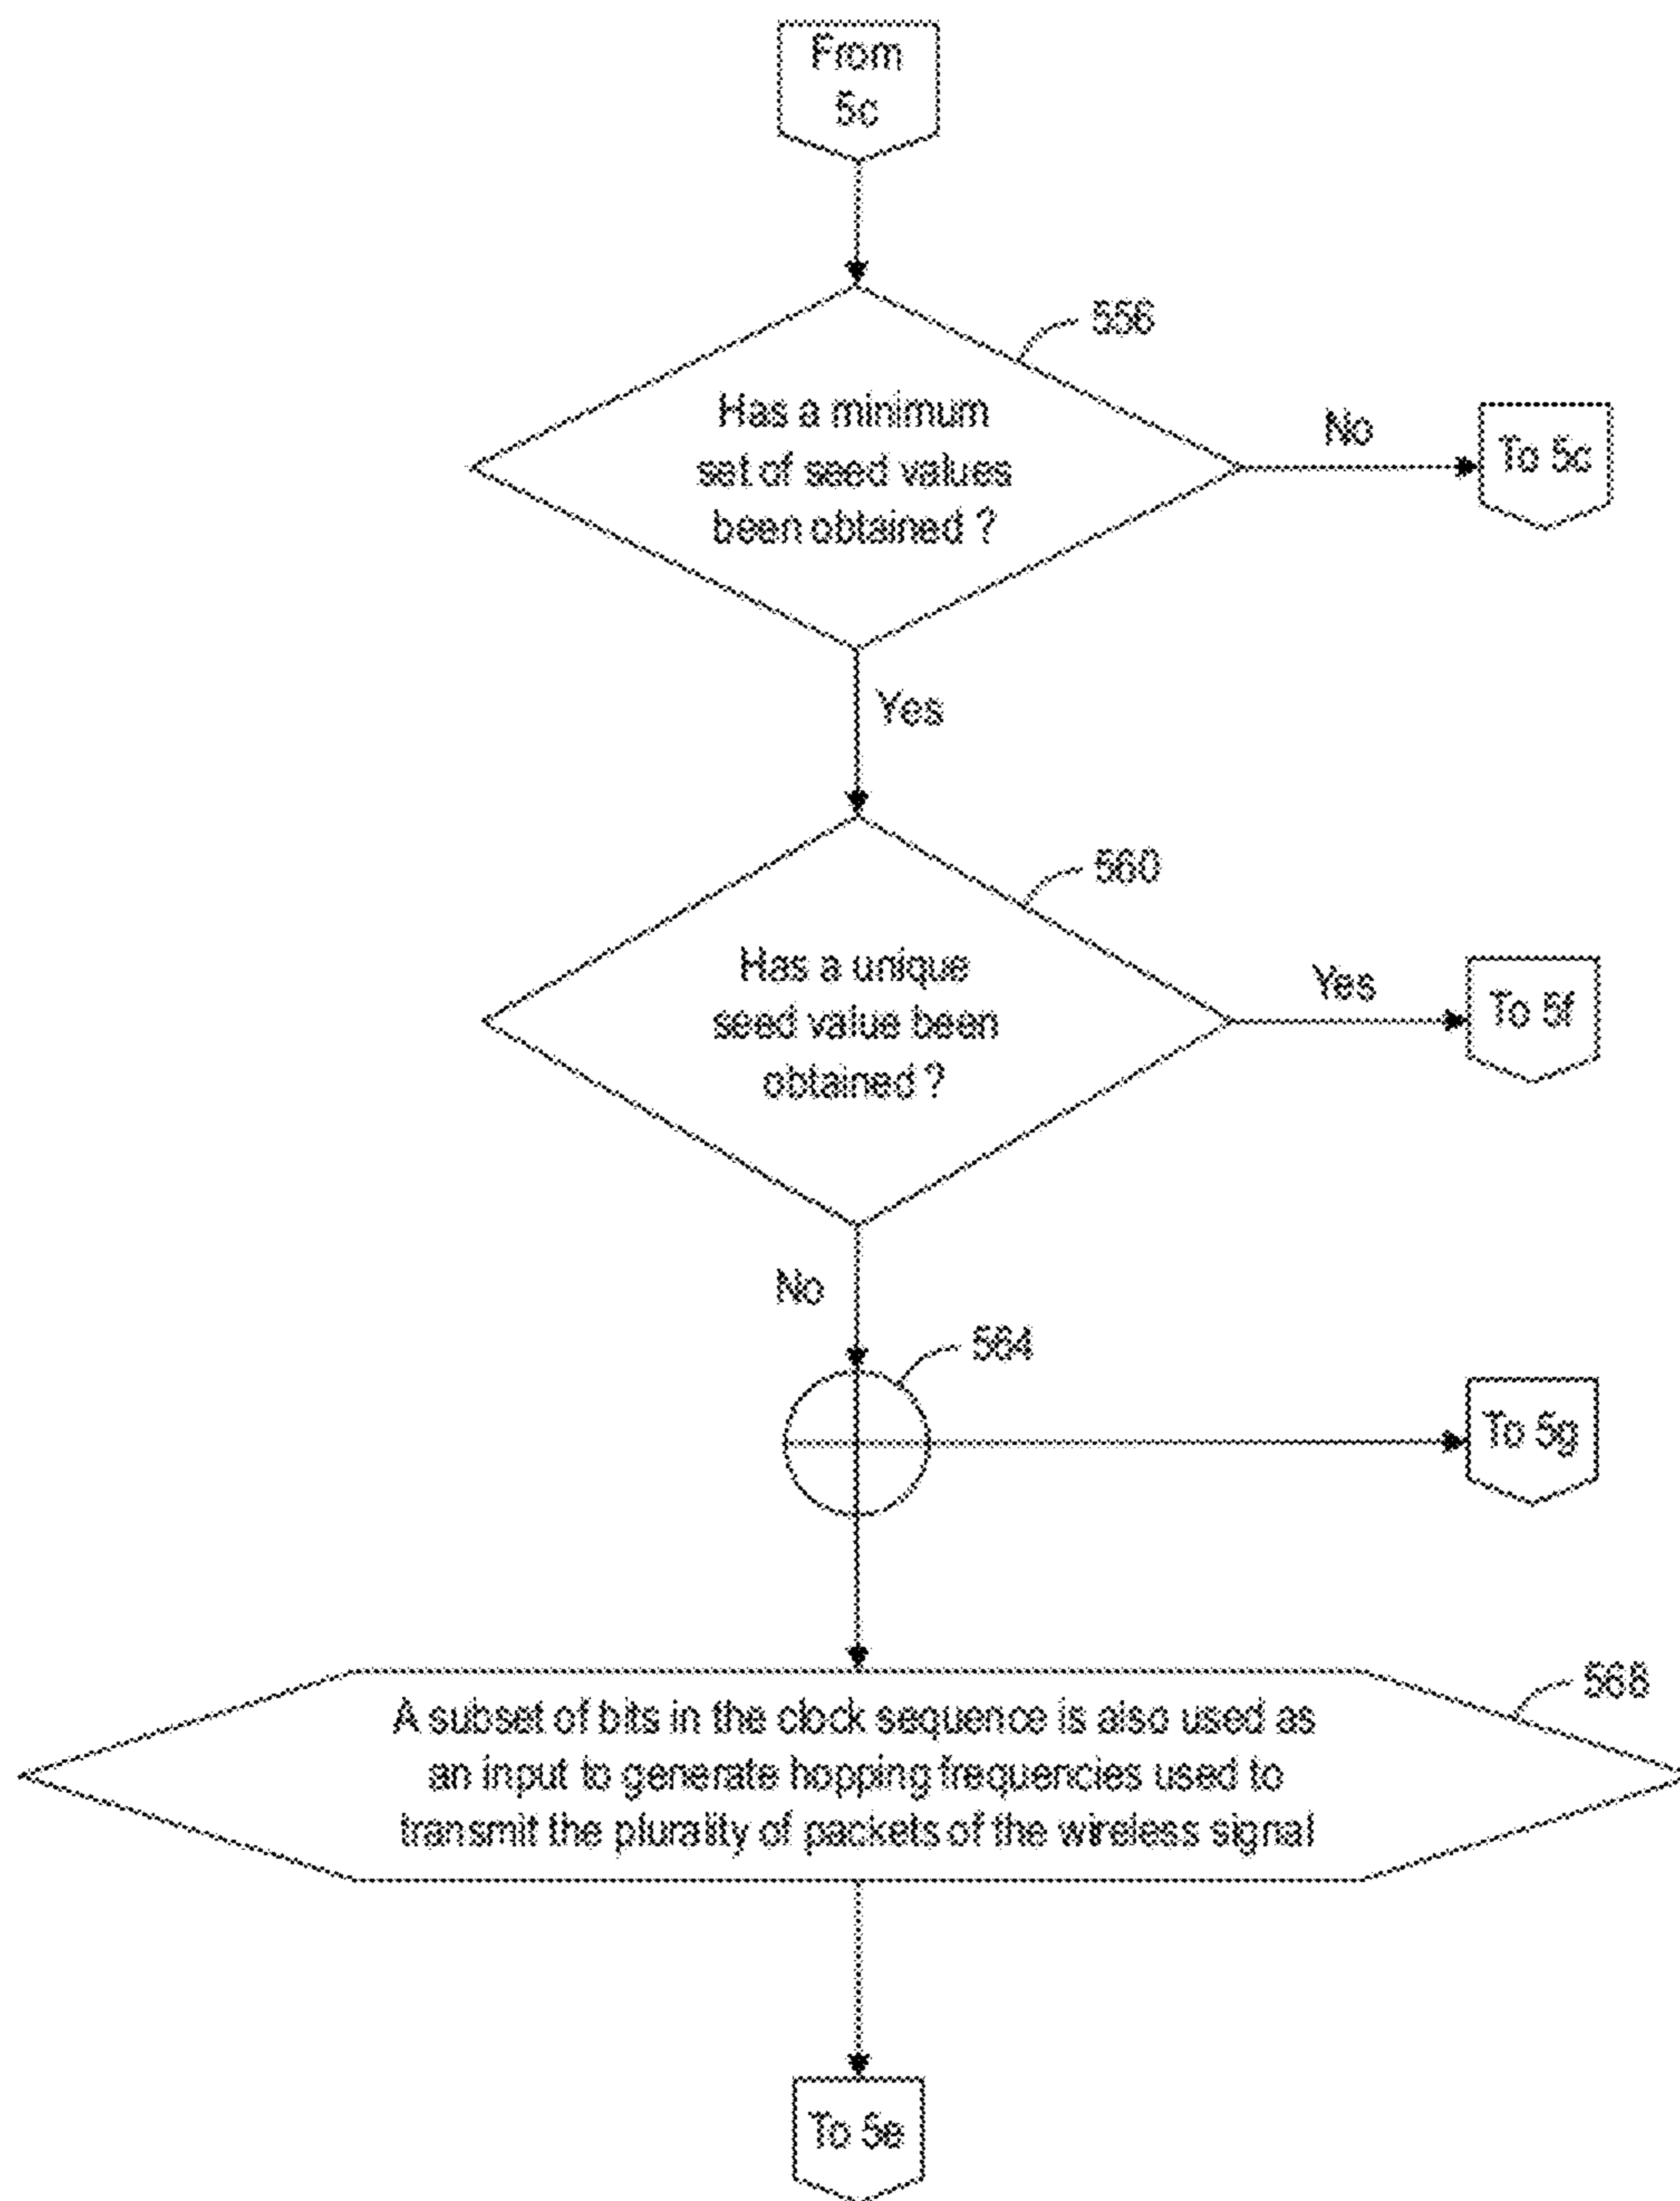 From
5c
556
Has a minimum
set of seed values
been obtained ?
No
To 5c
Yes
560
Has a unique
seed value been
obtained ?
Yes
To 5f
No
564
To 5g
568
A subset of bits in the clock sequence is also used as
an input to generate hopping frequencies used to
transmit the plurality of packets of the wireless signal
To 5e